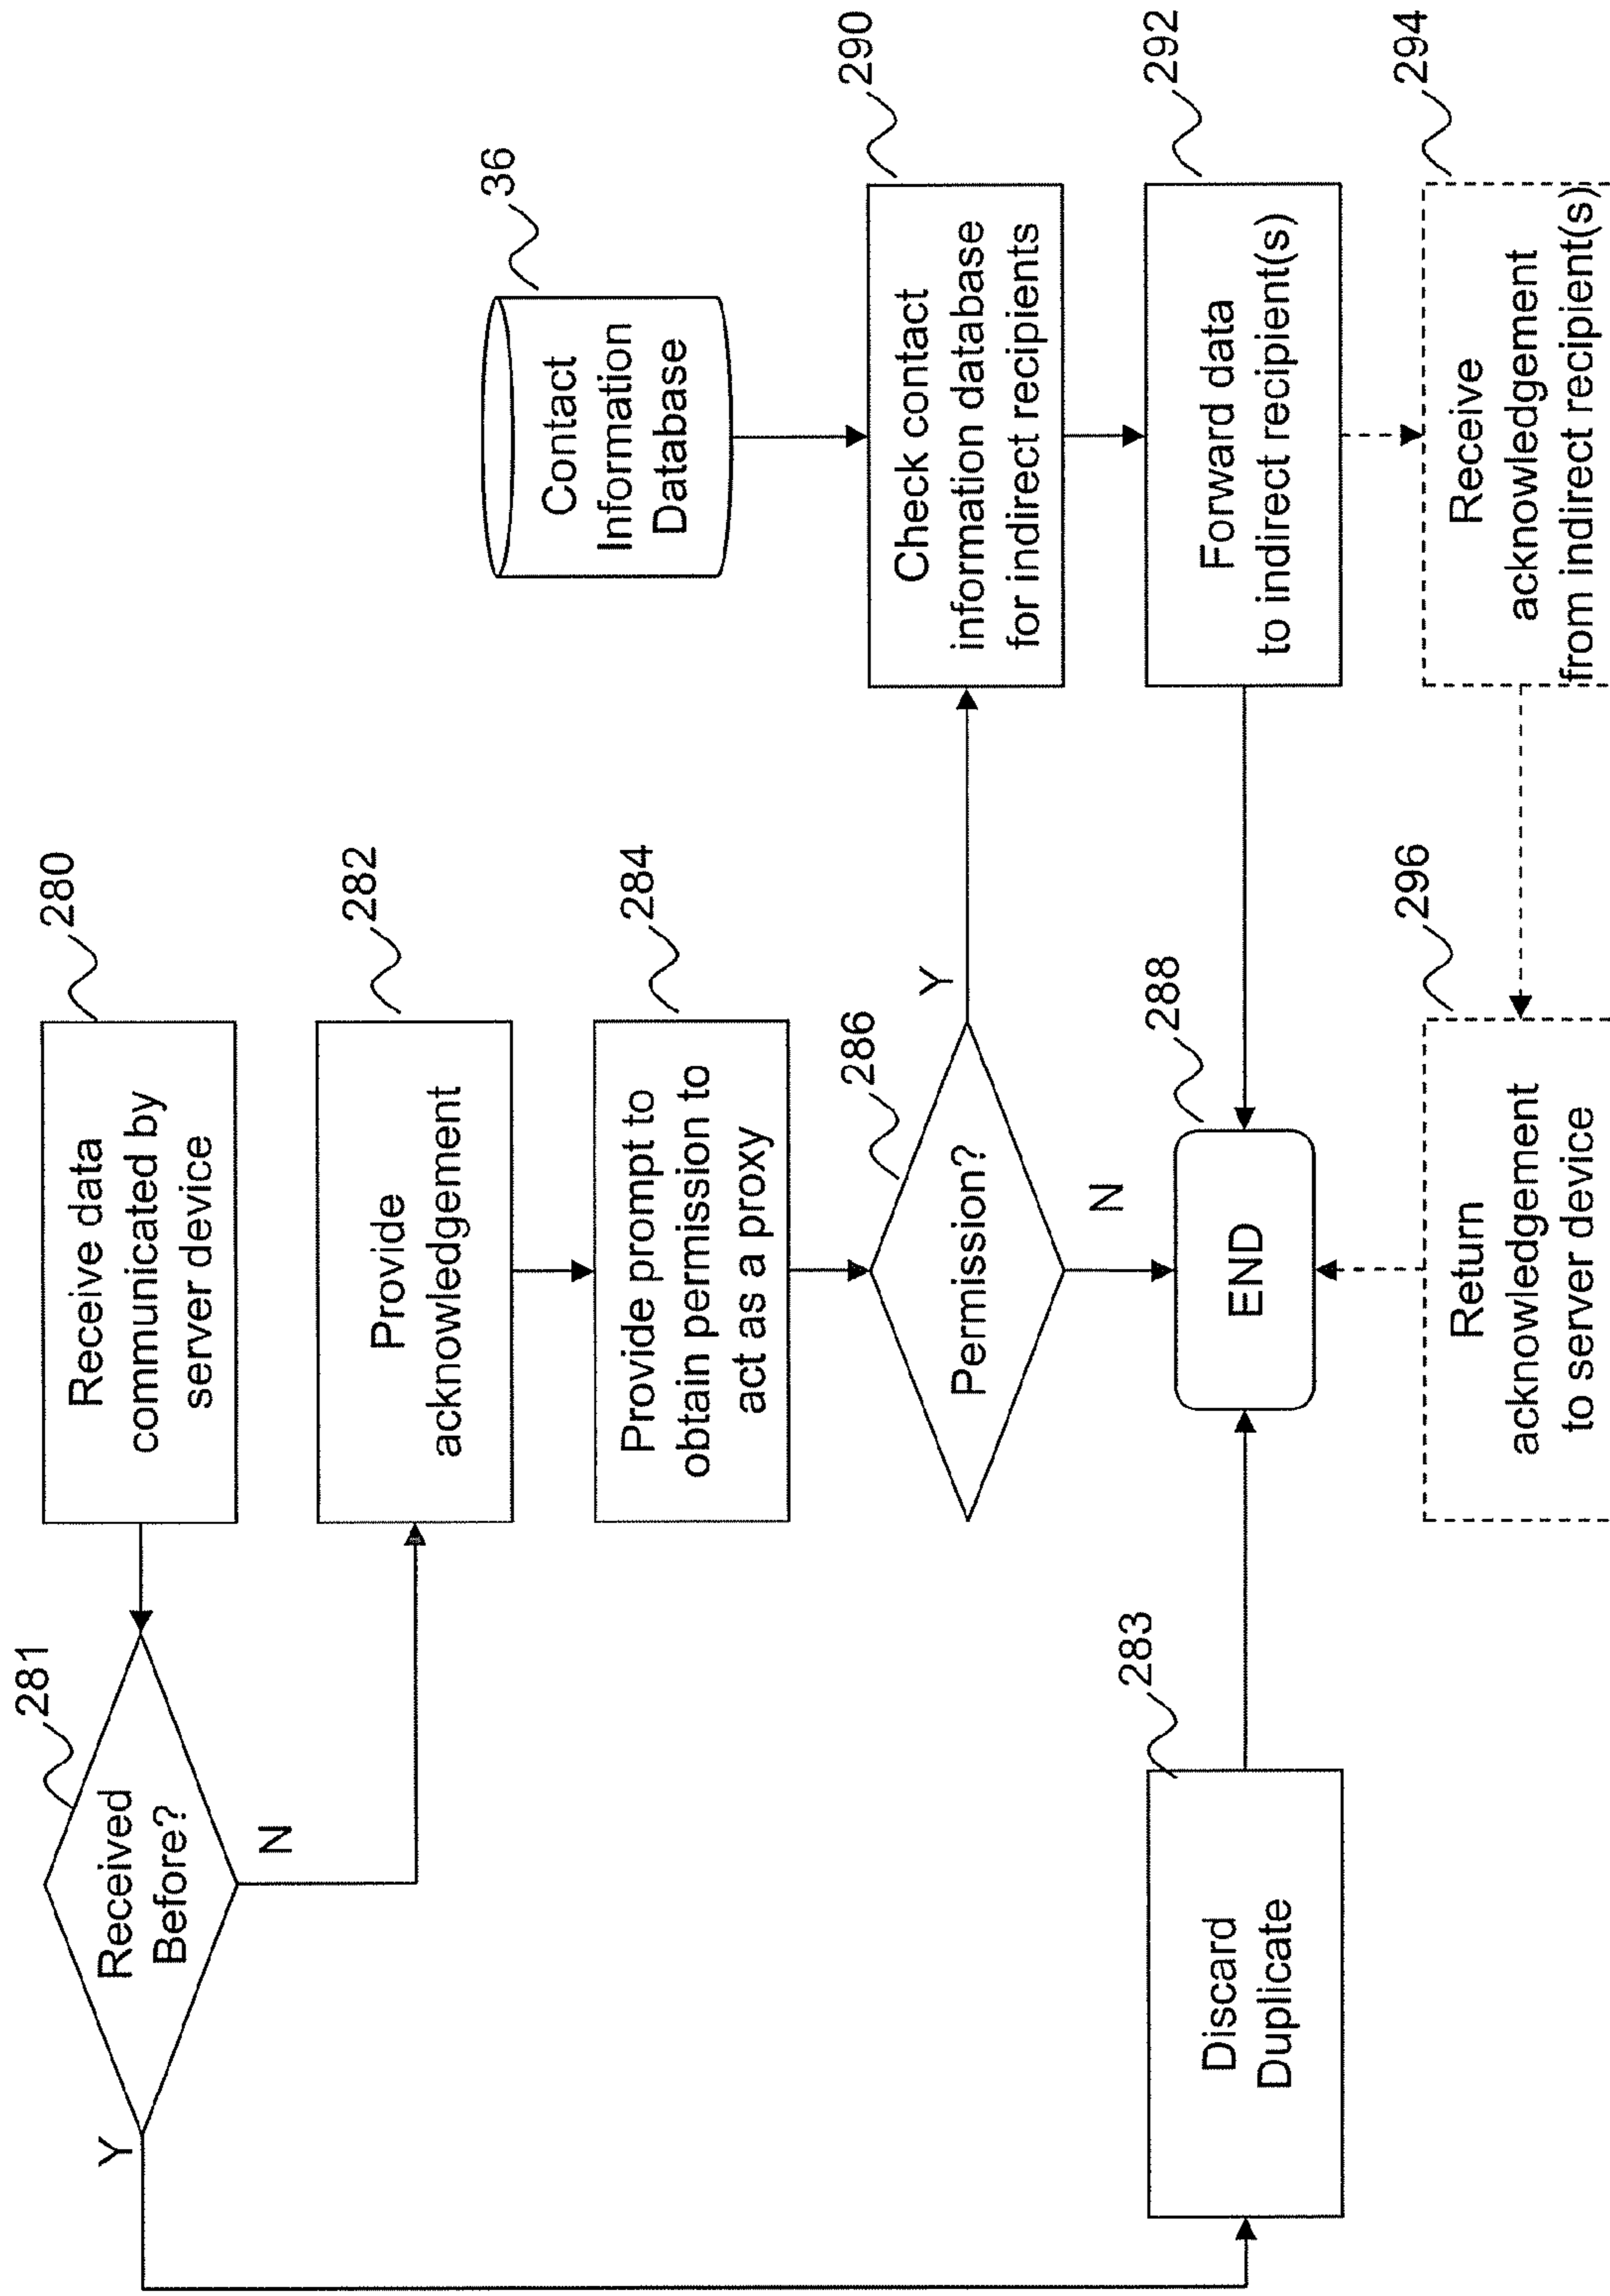 280
Receive data
communicated by
server device
281
Received
Before?
Y
N
282
Provide
acknowledgement
284
Provide prompt to
obtain permission to
act as a proxy
286
Permission?
Y
N
36
Contact
Information
Database
290
Check contact
information database
for indirect recipients
292
Forward data
to indirect recipient(s)
283
Discard
Duplicate
288
END
296
Return
acknowledgement
to server device
294
Receive
acknowledgement
from indirect recipient(s)